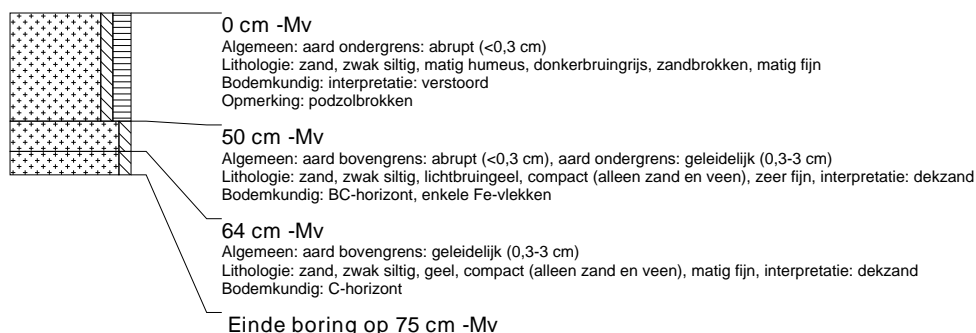 0 cm -Mv
Algemeen: aard ondergrens: abrupt (<0,3 cm)
Lithologie: zand, zwak siltig, matig humeus, donkerbruingrijs, zandbrokken, matig fijn
Bodemkundig: interpretatie: verstoord
Opmerking: podzolbrokken
50 cm -Mv
Algemeen: aard bovengrens: abrupt (<0,3 cm), aard ondergrens: geleidelijk (0,3-3 cm)
Lithologie: zand, zwak siltig, lichtbruingeel, compact (alleen zand en veen), zeer fijn, interpretatie: dekzand
Bodemkundig: BC-horizont, enkele Fe-vlekken
64 cm -Mv
Algemeen: aard bovengrens: geleidelijk (0,3-3 cm)
Lithologie: zand, zwak siltig, geel, compact (alleen zand en veen), matig fijn, interpretatie: dekzand
Bodemkundig: C-horizont
Einde boring op 75 cm -Mv